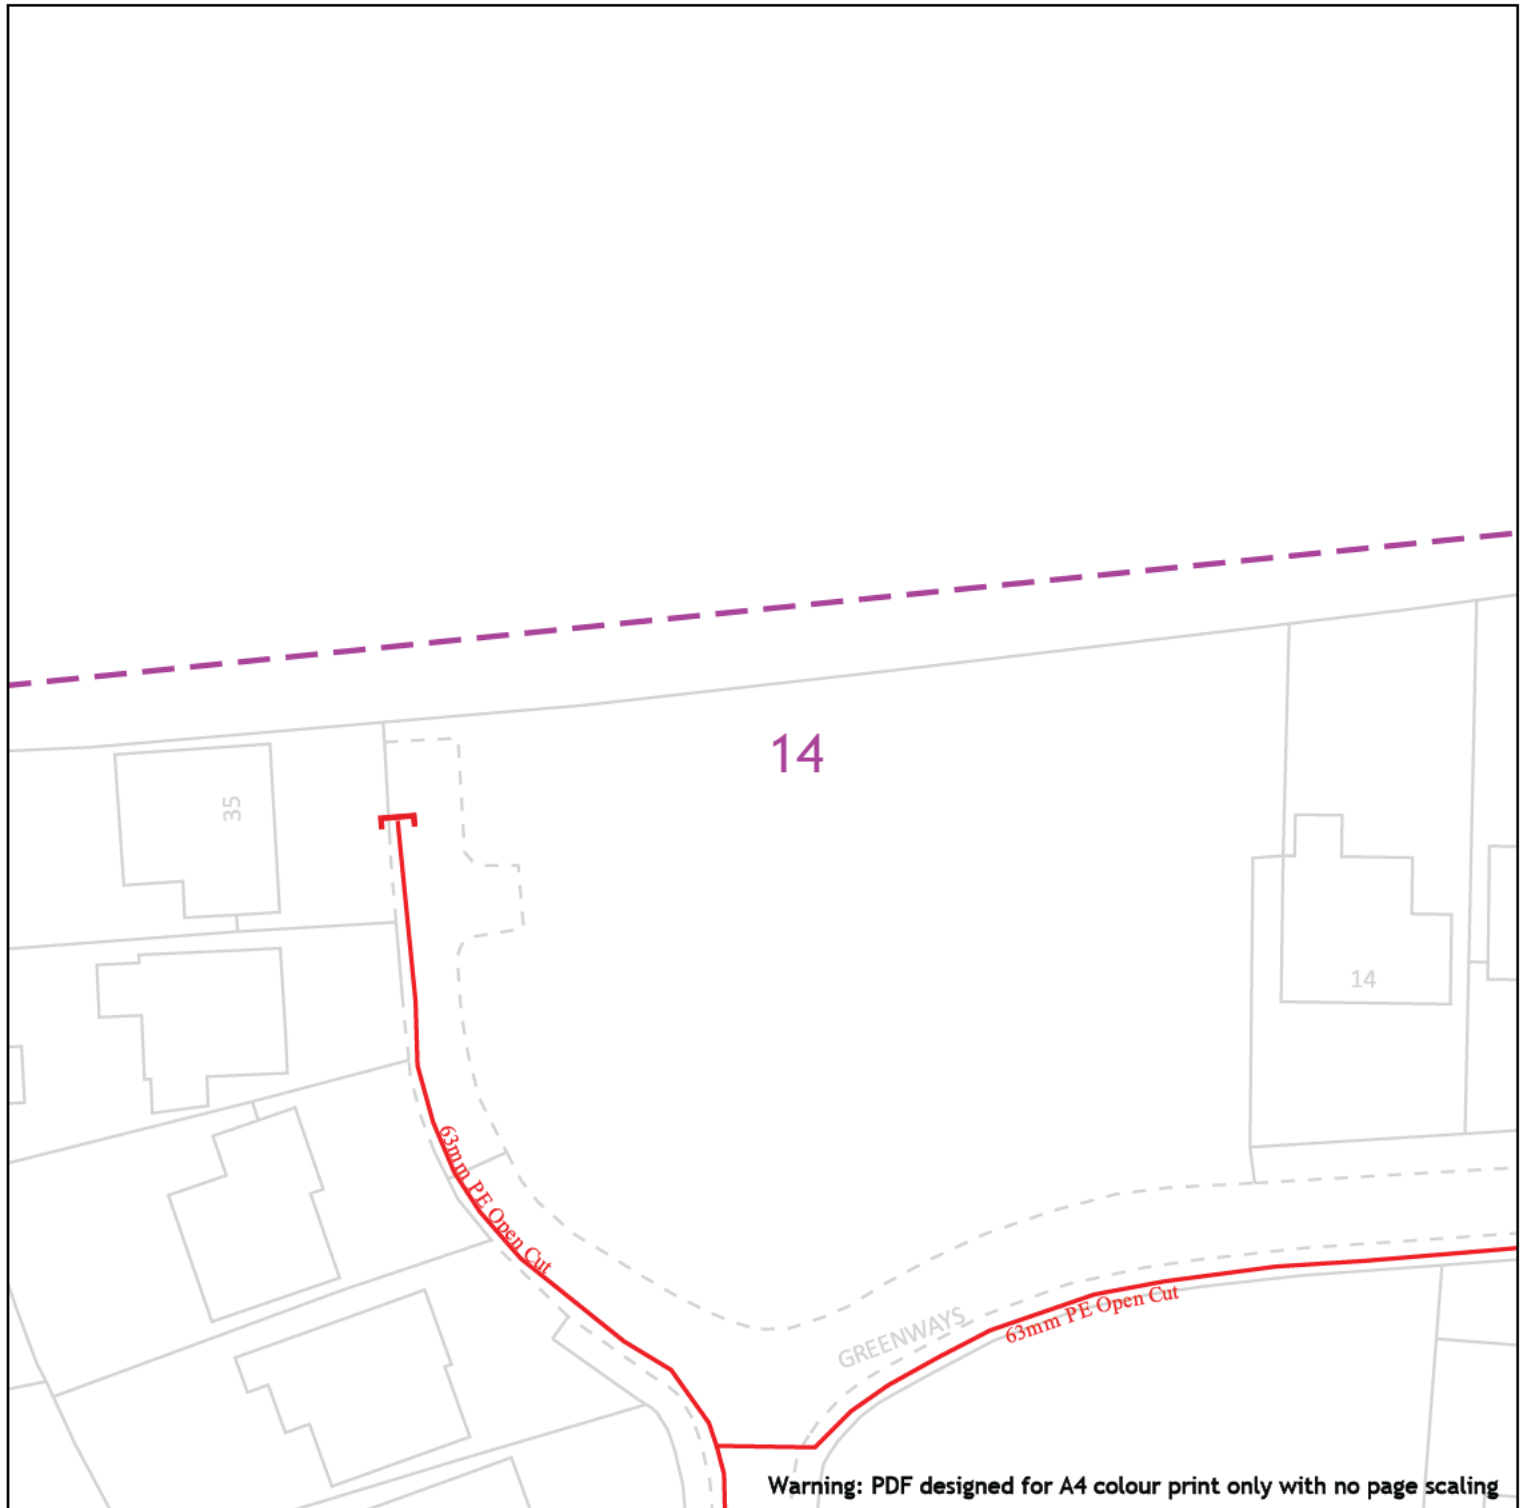 14
35
14
63mm PE Open Cut
63mm PE Open Cut
GREENWAYS
Warning: PDF designed for A4 colour print only with no page scaling